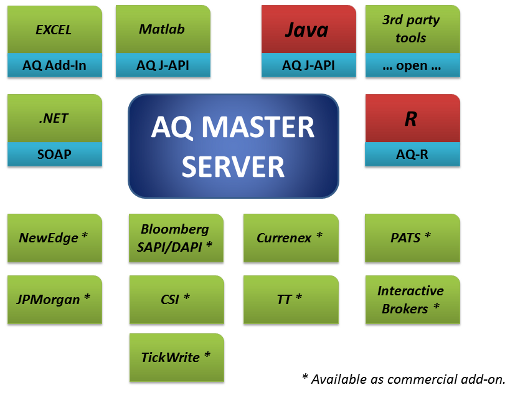 EXCEL
AQ Add-In
Matlab
AQ J-API
Java
AQ J-API
3rd party
tools
... open ...
.NET
SOAP
AQ MASTER
SERVER
R
AQ-R
NewEdge *
Bloomberg
SAPI/DAPI *
Currenex *
PATS *
JPMorgan *
CSI *
TT *
Interactive
Brokers *
TickWrite *
* Available as commercial add-on.